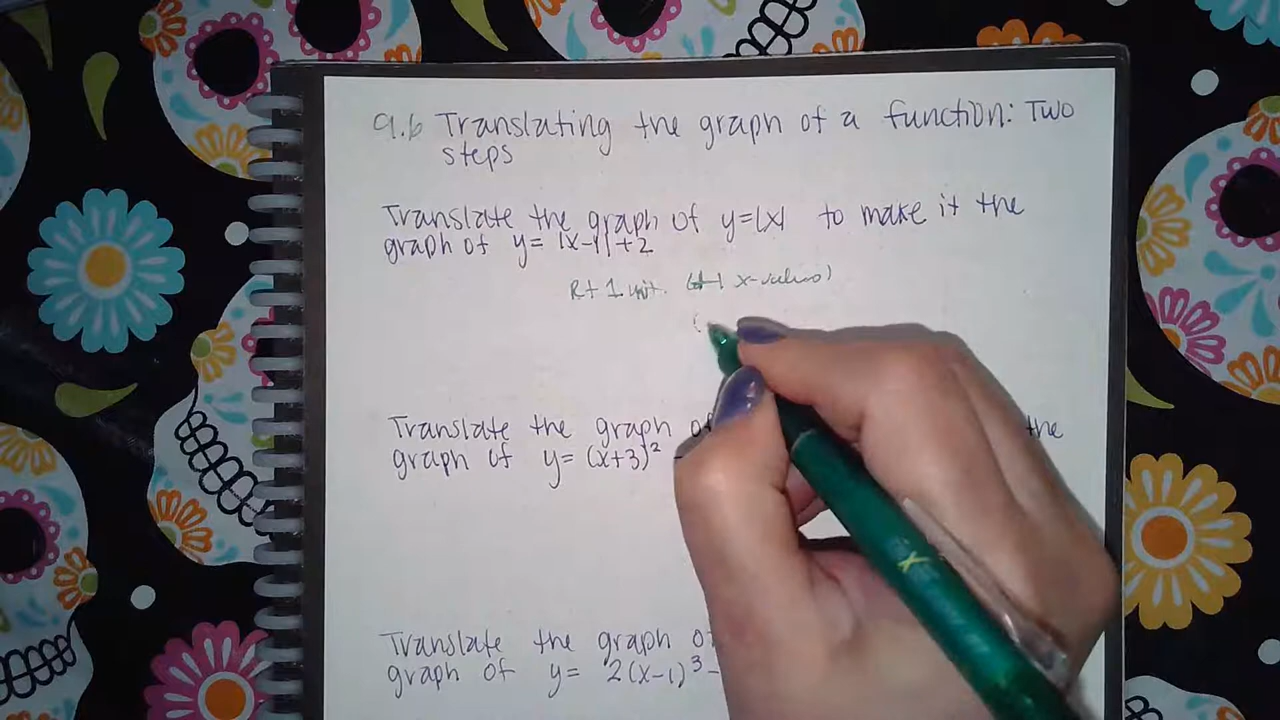 9.6 Translating the graph of a function: Two
steps
Translate the graph of y=|x| to make it the
graph of y= |x-1|+2
Rt 1 unit. (+1 x-values)
Translate the graph of the
graph of y= (x+3)²
Translate the graph of
graph of y= 2(x-1)³-